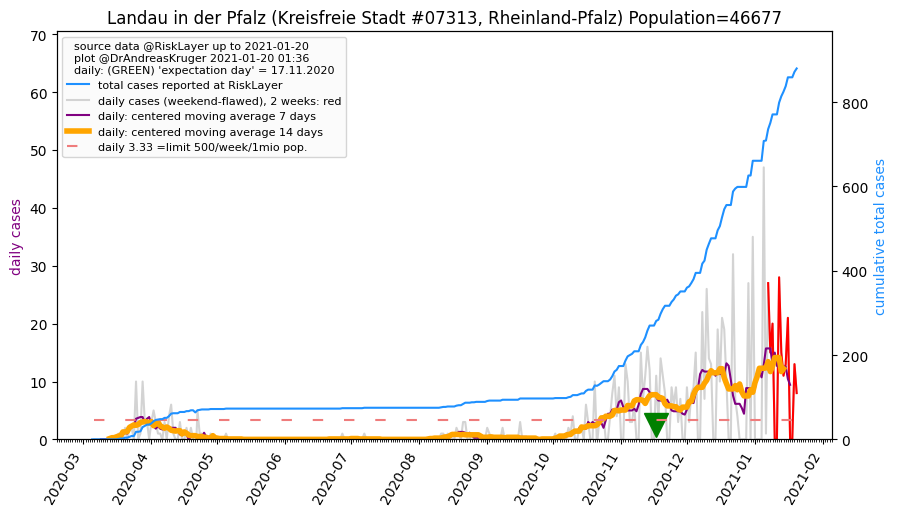 Landau in der Pfalz (Kreisfreie Stadt #07313, Rheinland-Pfalz) Population=46677
source data @RiskLayer up to 2021-01-20
plot @DrAndreasKruger 2021-01-20 01:36
daily: (GREEN) 'expectation day' = 17.11.2020
total cases reported at RiskLayer
daily cases (weekend-flawed), 2 weeks: red
daily: centered moving average 7 days
daily: centered moving average 14 days
daily 3.33 =limit 500/week/1mio pop.
daily cases
70
60
50
40
30
20
10
0
cumulative total cases
800
600
400
200
0
2020-03
2020-04
2020-05
2020-06
2020-07
2020-08
2020-09
2020-10
2020-11
2020-12
2021-01
2021-02